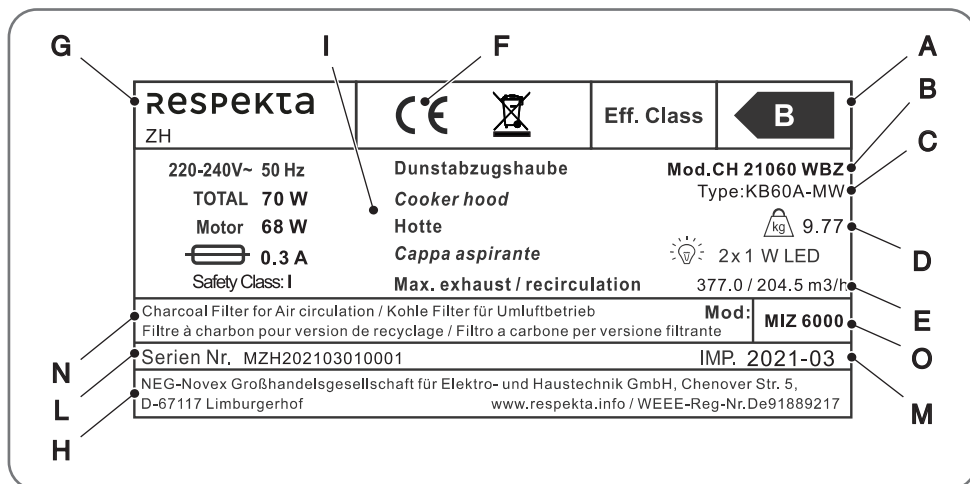 G I F A
B
C
D
E
O
M
N
L
H
Respekta
ZH
CE
Eff. Class
B
220-240V~ 50 Hz Dunstabzugshaube Mod.CH 21060 WBZ
TOTAL 70 W Cooker hood Type:KB60A-MW
Motor 68 W Hotte kg 9.77
0.3 A Cappa aspirante 2x1 W LED
Safety Class: I Max. exhaust / recirculation 377.0 / 204.5 m3/h
Charcoal Filter for Air circulation / Kohle Filter für Umluftbetrieb Mod: MIZ 6000
Filtre à charbon pour version de recyclage / Filtro a carbone per versione filtrante
Serien Nr. MZH202103010001 IMP. 2021-03
NEG-Novex Großhandelsgesellschaft für Elektro- und Haustechnik GmbH, Chenover Str. 5,
D-67117 Limburgerhof www.respekta.info / WEEE-Reg-Nr.De91889217